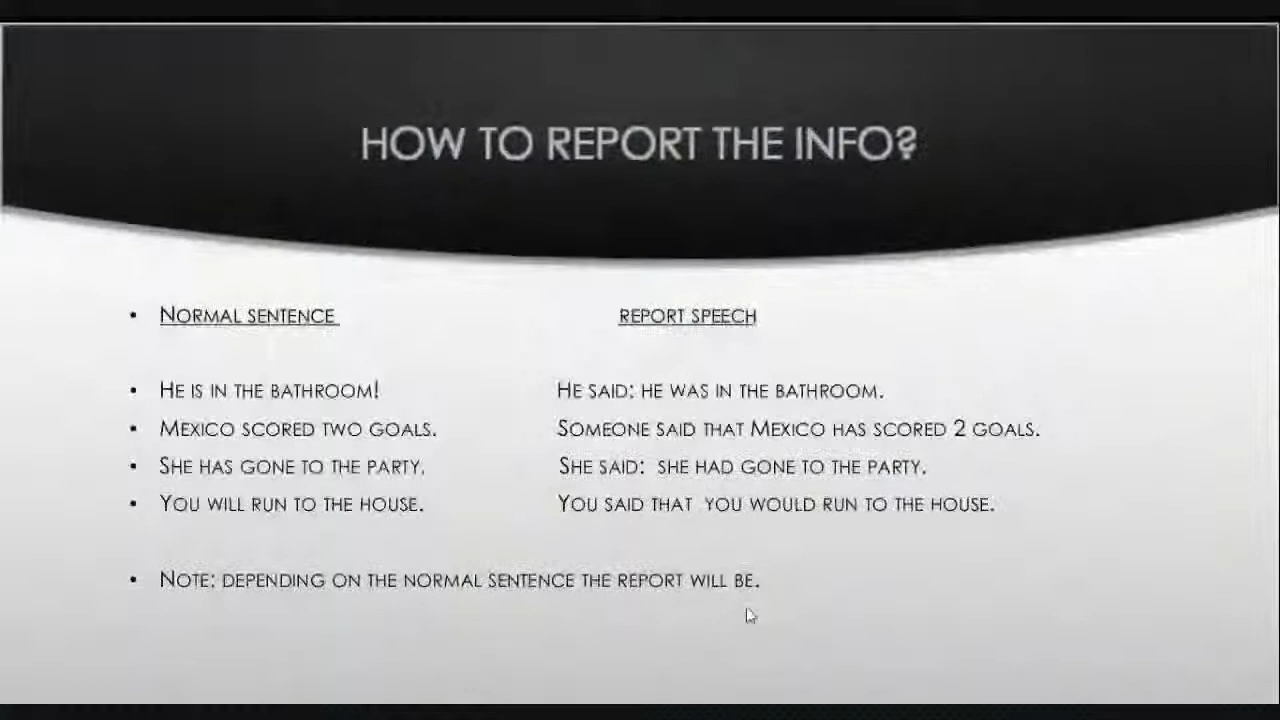 HOW TO REPORT THE INFO?
• NORMAL SENTENCE REPORT SPEECH
• HE IS IN THE BATHROOM! HE SAID: HE WAS IN THE BATHROOM.
• MEXICO SCORED TWO GOALS. SOMEONE SAID THAT MEXICO HAS SCORED 2 GOALS.
• SHE HAS GONE TO THE PARTY. SHE SAID: SHE HAD GONE TO THE PARTY.
• YOU WILL RUN TO THE HOUSE. YOU SAID THAT YOU WOULD RUN TO THE HOUSE.
• NOTE: DEPENDING ON THE NORMAL SENTENCE THE REPORT WILL BE.